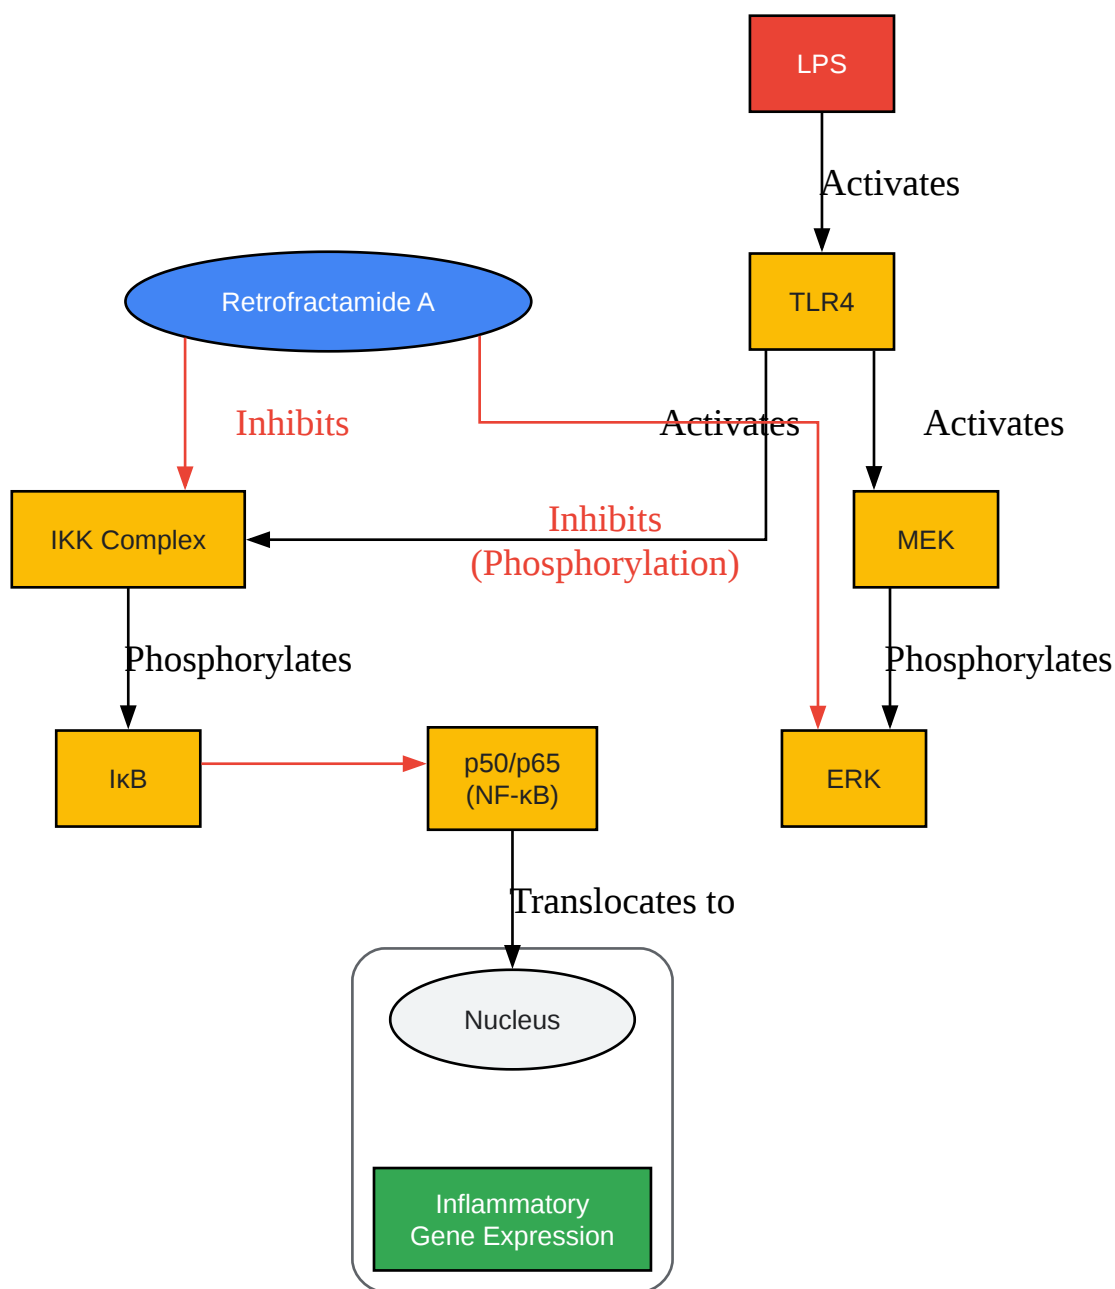 LPS
Activates
Retrofractamide A
TLR4
Inhibits
Activates
Activates
IKK Complex
Inhibits
(Phosphorylation)
MEK
Phosphorylates
Phosphorylates
IκB
p50/p65
(NF-κB)
ERK
Translocates to
Nucleus
Inflammatory
Gene Expression